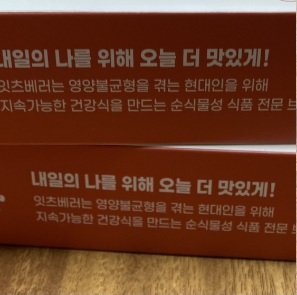 내일의 나를 위해 오늘 더 맛있게!
잇츠베러는 영양불균형을 겪는 현대인을 위해
지속가능한 건강식을 만드는 순식물성 식품 전문 브
내일의 나를 위해 오늘 더 맛있게!
잇츠베러는 영양불균형을 겪는 현대인을 위해
지속가능한 건강식을 만드는 순식물성 식품 전문